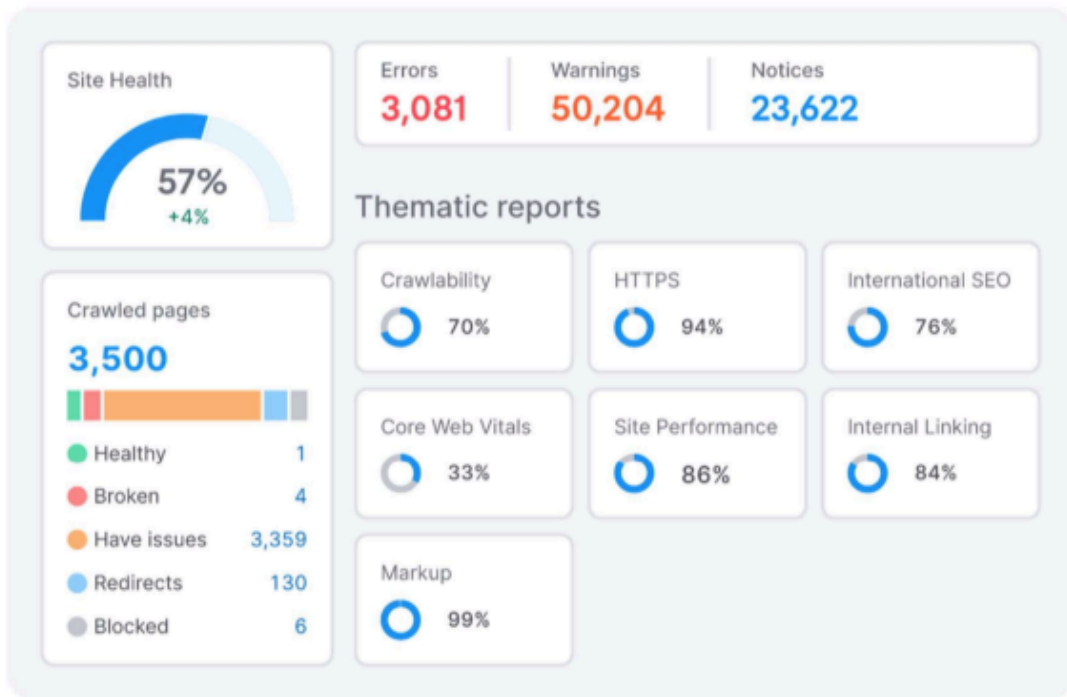 Site Health
57%
+4%
Errors
3,081
Warnings
50,204
Notices
23,622
Thematic reports
Crawled pages
3,500
Healthy 1
Broken 4
Have issues 3,359
Redirects 130
Blocked 6
Crawlability
70%
HTTPS
94%
International SEO
76%
Core Web Vitals
33%
Site Performance
86%
Internal Linking
84%
Markup
99%